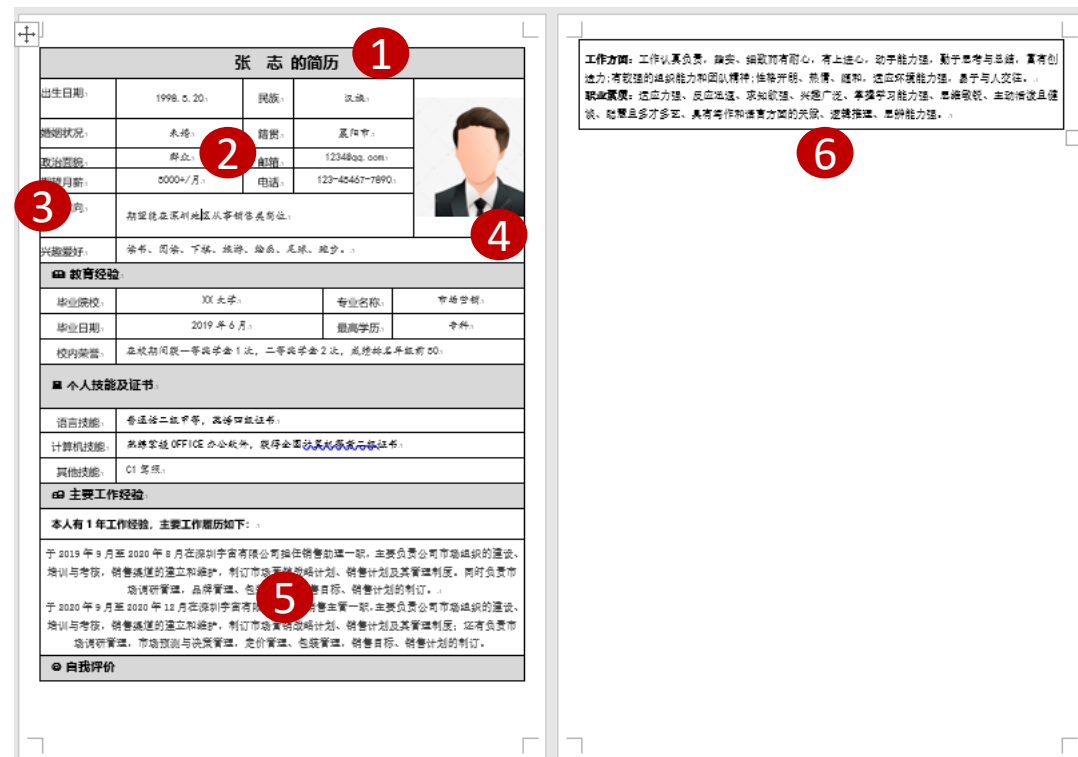 张 志 的简历
1
出生日期: 1998.5.20. 民族: 汉族
婚姻状况: 未婚 籍贯: 襄阳市
2
政治面貌: 群众 邮箱: 1234@qq.com
期望月薪: 5000+/月 电话: 123-45467-7890
3
向: 期望能在深圳地区从事销售类岗位
4
兴趣爱好: 读书、阅读、下棋、旅游、绘画、足球、跑步。
教育经验
毕业院校: XX大学 专业名称: 市场营销
毕业日期: 2019年6月 最高学历: 专科
校内荣誉: 在校期间获一等奖学金1次, 二等奖学金2次, 成绩排名年级前50
个人技能及证书
语言技能: 普通话二级甲等, 英语四级证书
计算机技能: 熟练掌握OFFICE办公软件, 获得全国计算机等考二级证书
其他技能: C1驾照
主要工作经验
本人有1年工作经验, 主要工作履历如下:
于2019年9月至2020年8月在深圳宇宙有限公司担任销售助理一职, 主要负责公司市场组织的建设、
培训与考核, 销售渠道的建立和维护, 制订市场营销战略计划、销售计划及其管理制度。同时负责市
场调研管理, 品牌管理、包 售目标、销售计划的制订。
5
于2020年9月至2020年12月在深圳宇宙有限 销售主管一职, 主要负责公司市场组织的建设、
培训与考核, 销售渠道的建立和维护, 制订市场营销战略计划、销售计划及其管理制度; 还有负责市
场调研管理, 市场预测与决策管理, 定价管理、包装管理, 销售目标、销售计划的制订。
自我评价
工作方面: 工作认真负责, 踏实、细致而有耐心, 有上进心, 动手能力强, 勤于思考与总结, 富有创
造力;有较强的组织能力和团队精神;性格开朗、热情、随和, 适应环境能力强, 易于与人交往。
职业素质: 适应力强、反应迅速、求知欲强、兴趣广泛、掌握学习能力强、思维敏锐、主动活泼且健
谈、聪慧且多才多艺、具有写作和语言方面的天赋、逻辑推理、思辨能力强。
6